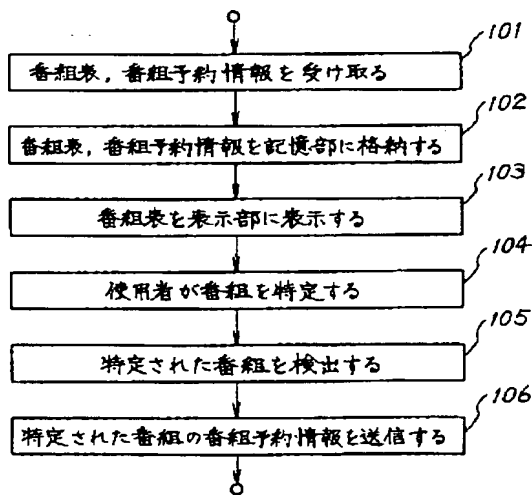 101
番組表,番組予約情報を受け取る
102
番組表,番組予約情報を記憶部に格納する
103
番組表を表示部に表示する
104
使用者が番組を特定する
105
特定された番組を検出する
106
特定された番組の番組予約情報を送信する